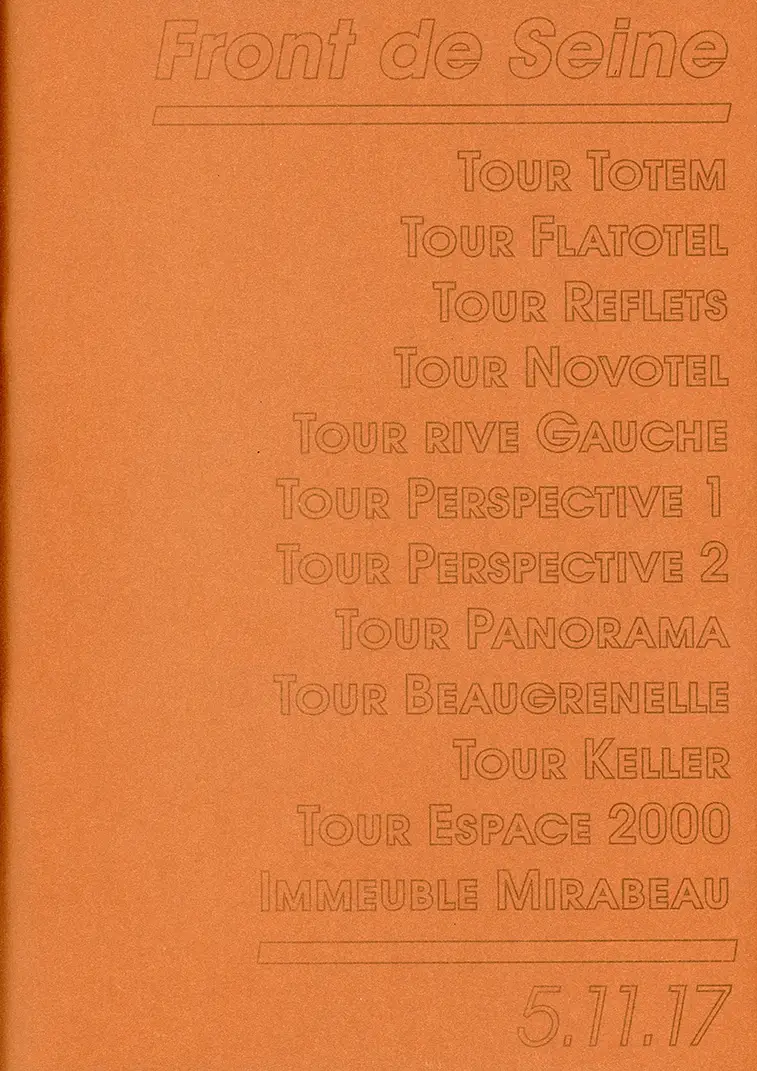 Front de Seine
Tour Totem
Tour Flatotel
Tour Reflets
Tour Novotel
Tour rive Gauche
Tour Perspective 1
Tour Perspective 2
Tour Panorama
Tour Beaugrenelle
Tour Keller
Tour Espace 2000
Immeuble Mirabeau
5.11.17